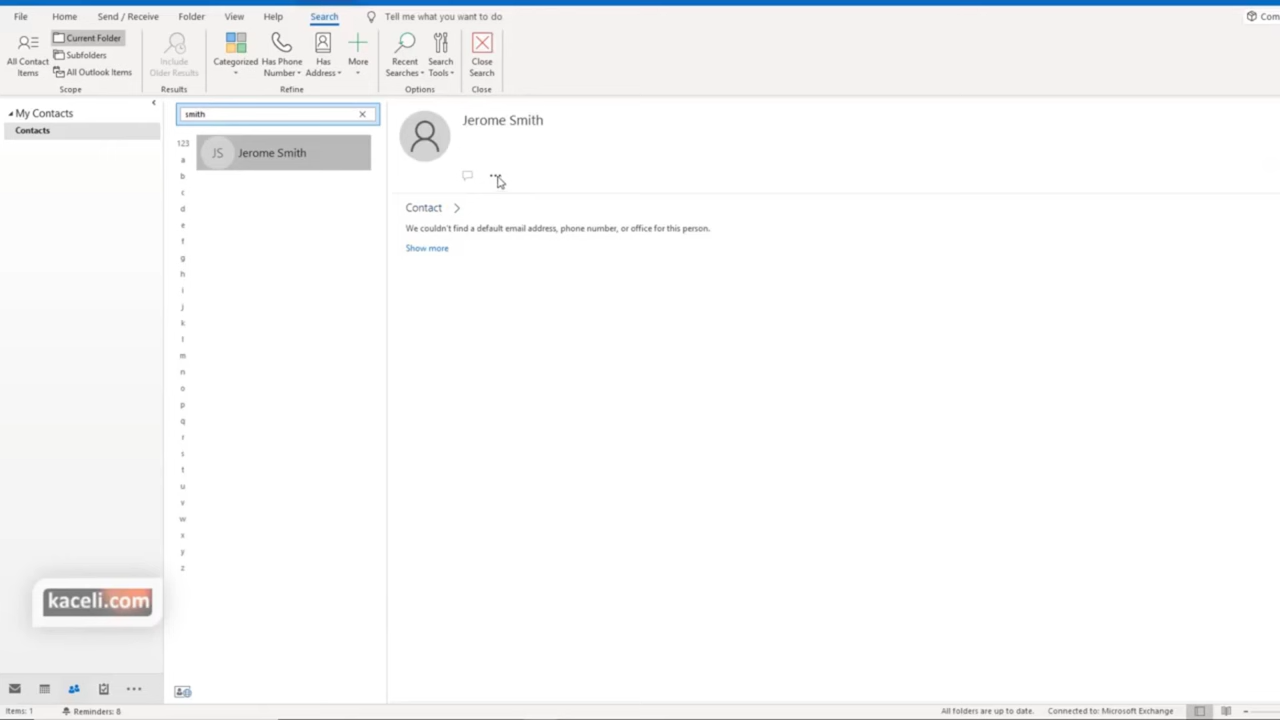 File Home Send / Receive Folder View Help Search Tell me what you want to do
Current Folder
Subfolders
All Outlook Items
All Contact
Items
Scope
Include
Older Results
Results
Categorized
Has Phone
Number
Has
Address
More
Refine
Recent
Searches
Search
Tools
Options
Close
Search
Close
My Contacts
Contacts
smith
123
a
b
c
d
e
f
g
h
i
j
k
l
m
n
o
p
q
r
s
t
u
v
w
x
y
z
JS Jerome Smith
Jerome Smith
Contact
We couldn't find a default email address, phone number, or office for this person.
Show more
kaceli.com
Items: 1 Reminders: 8 All folders are up to date. Connected to: Microsoft Exchange